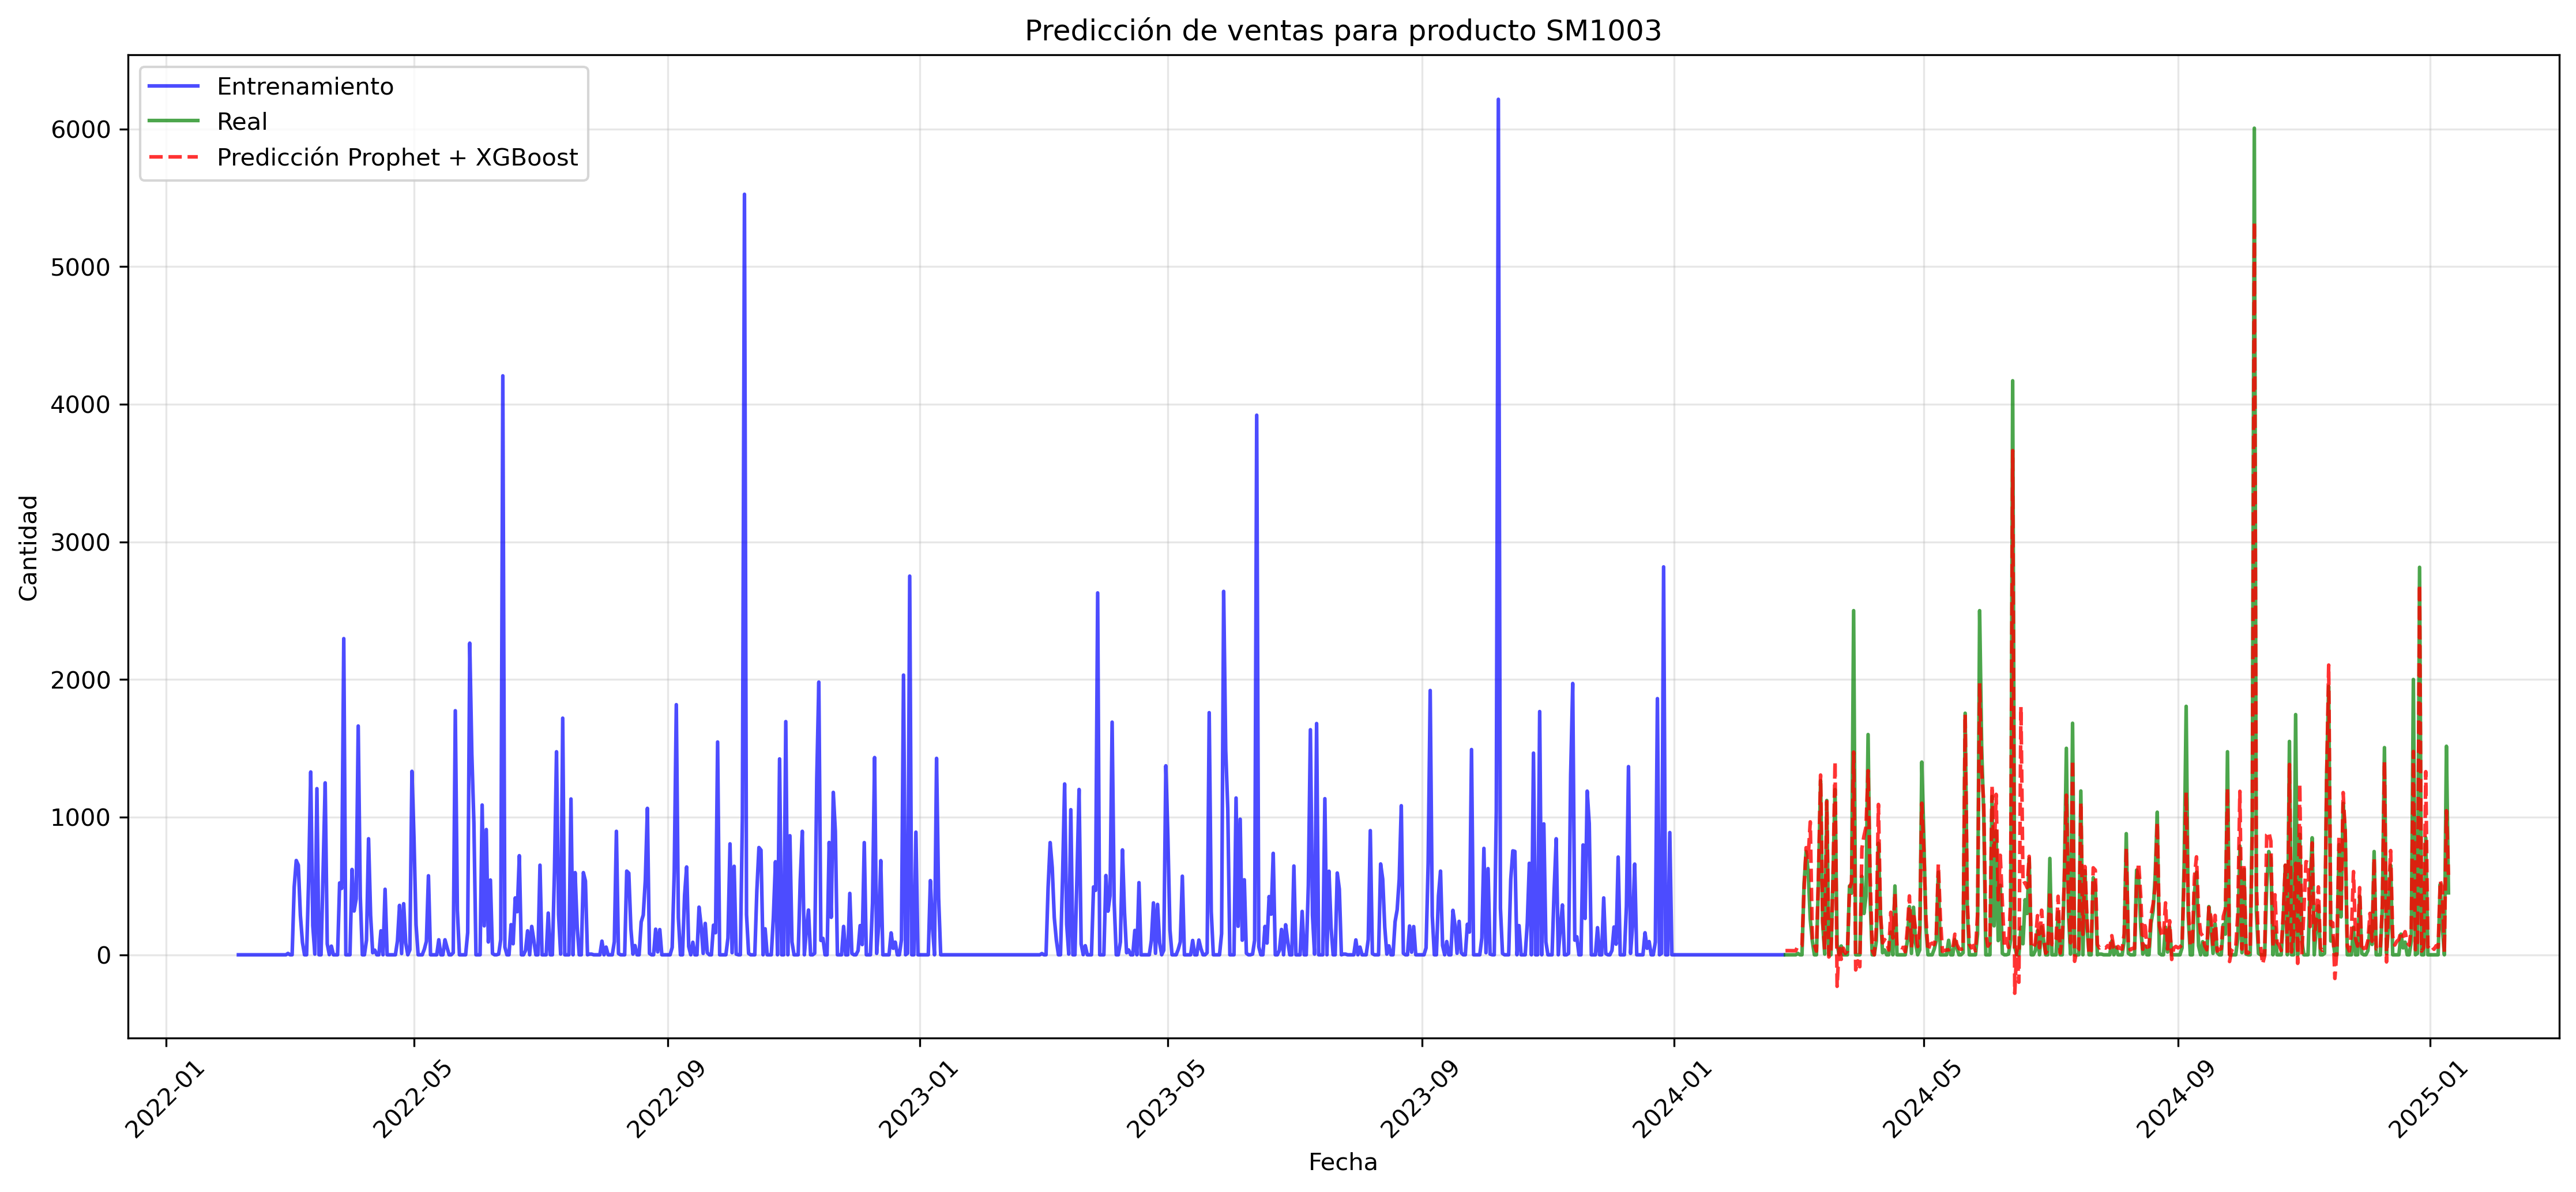 Predicción de ventas para producto SM1003
Entrenamiento
Real
Predicción Prophet + XGBoost
6000
5000
4000
3000
2000
1000
0
Cantidad
2022-01
2022-05
2022-09
2023-01
2023-05
2023-09
2024-01
2024-05
2024-09
2025-01
Fecha